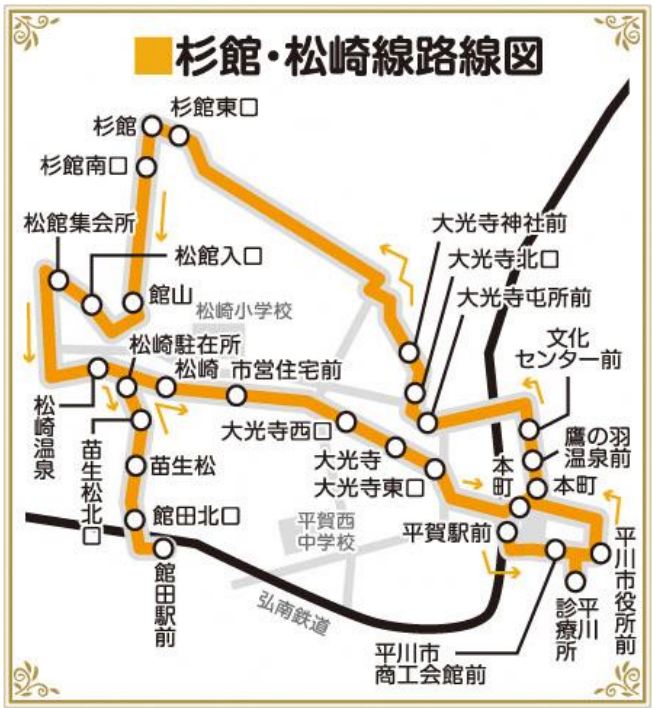 ■杉館・松崎線路線図
杉館東口
杉館
杉館南口
松館集会所
松館入口
館山
松崎小学校
大光寺神社前
大光寺北口
大光寺屯所前
文化
センター前
鷹の羽
温泉前
本町
本町
松崎駐在所
松崎
市営住宅前
松崎温泉
苗生松北口
苗生松
館田北口
館田駅前
大光寺西口
大光寺
大光寺東口
平賀西
中学校
平賀駅前
弘南鉄道
平川市
商工会館前
平川
診療所
平川市役所前